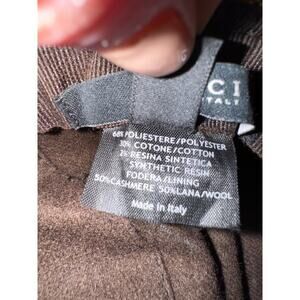 CI
ITALY
68% POLIESTERE/POLYESTER
30% COTONE/COTTON
2% RESINA SINTETICA
SYNTHETIC RESIN
FODERA/LINING
50%CASHMERE 50%LANA/WOOL
Made in Italy